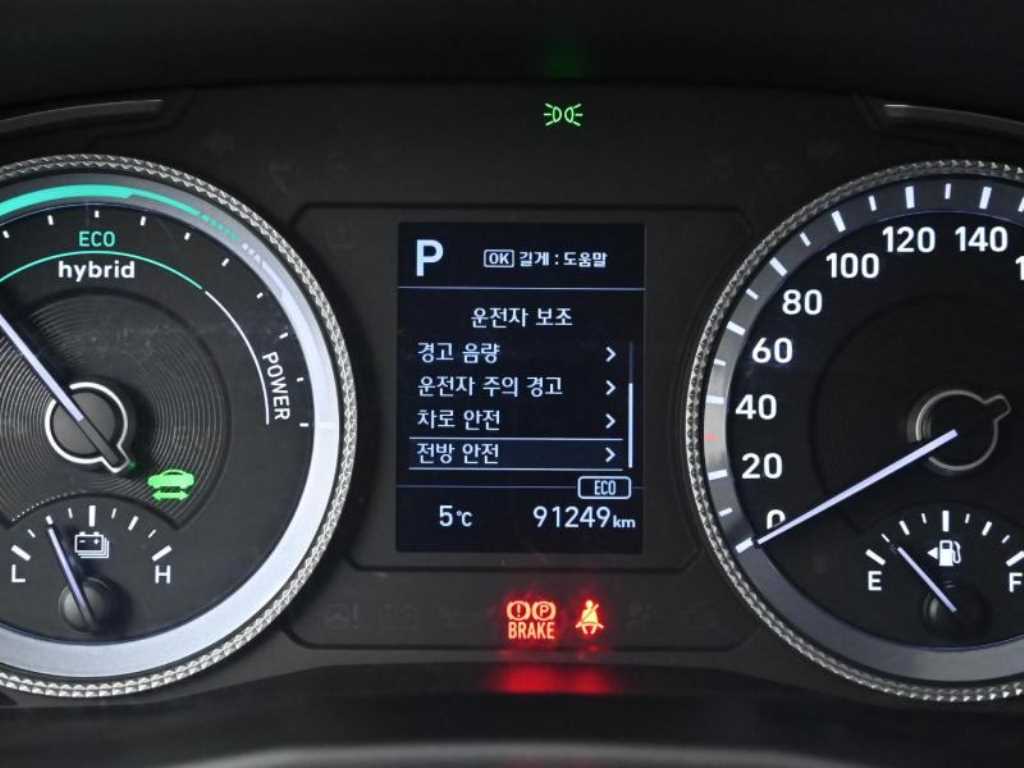 ECO
hybrid
POWER
L H
P OK 길게 : 도움말
운전자 보조
경고 음량
운전자 주의 경고
차로 안전
전방 안전
ECO
5℃ 91249 km
P
BRAKE
140
120
100
80
60
40
20
0
E F